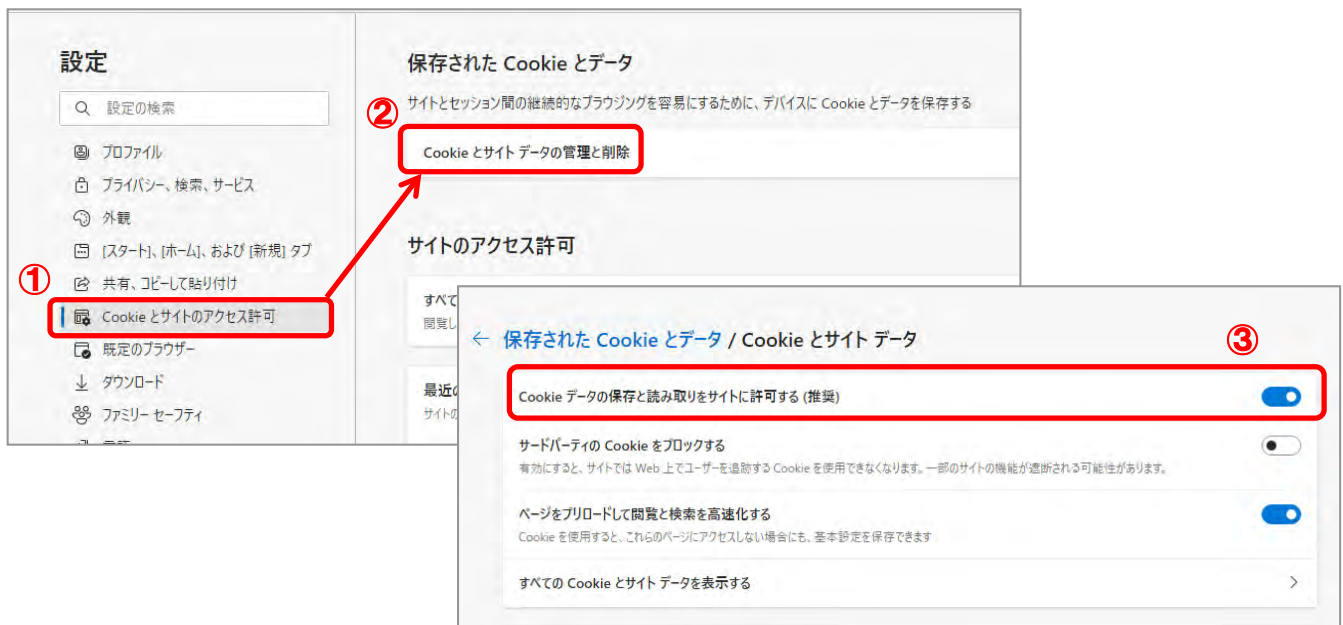 設定
設定の検索
プロファイル
プライバシー、検索、サービス
外観
[スタート]、[ホーム]、および [新規] タブ
共有、コピーして貼り付け
①
Cookie とサイトのアクセス許可
既定のブラウザー
ダウンロード
ファミリー セーフティ
保存された Cookie とデータ
サイトとセッション間の継続的なブラウジングを容易にするために、デバイスに Cookie とデータを保存する
②
Cookie とサイト データの管理と削除
サイトのアクセス許可
すべて
閲覧し
最近の
サイトの
← 保存された Cookie とデータ / Cookie とサイト データ
③
Cookie データの保存と読み取りをサイトに許可する (推奨)
サードパーティの Cookie をブロックする
有効にすると、サイトでは Web 上でユーザーを追跡する Cookie を使用できなくなります。一部のサイトの機能が遮断される可能性があります。
ページをプリロードして閲覧と検索を高速化する
Cookie を使用すると、これらのページにアクセスしない場合にも、基本設定を保存できます
すべての Cookie とサイト データを表示する